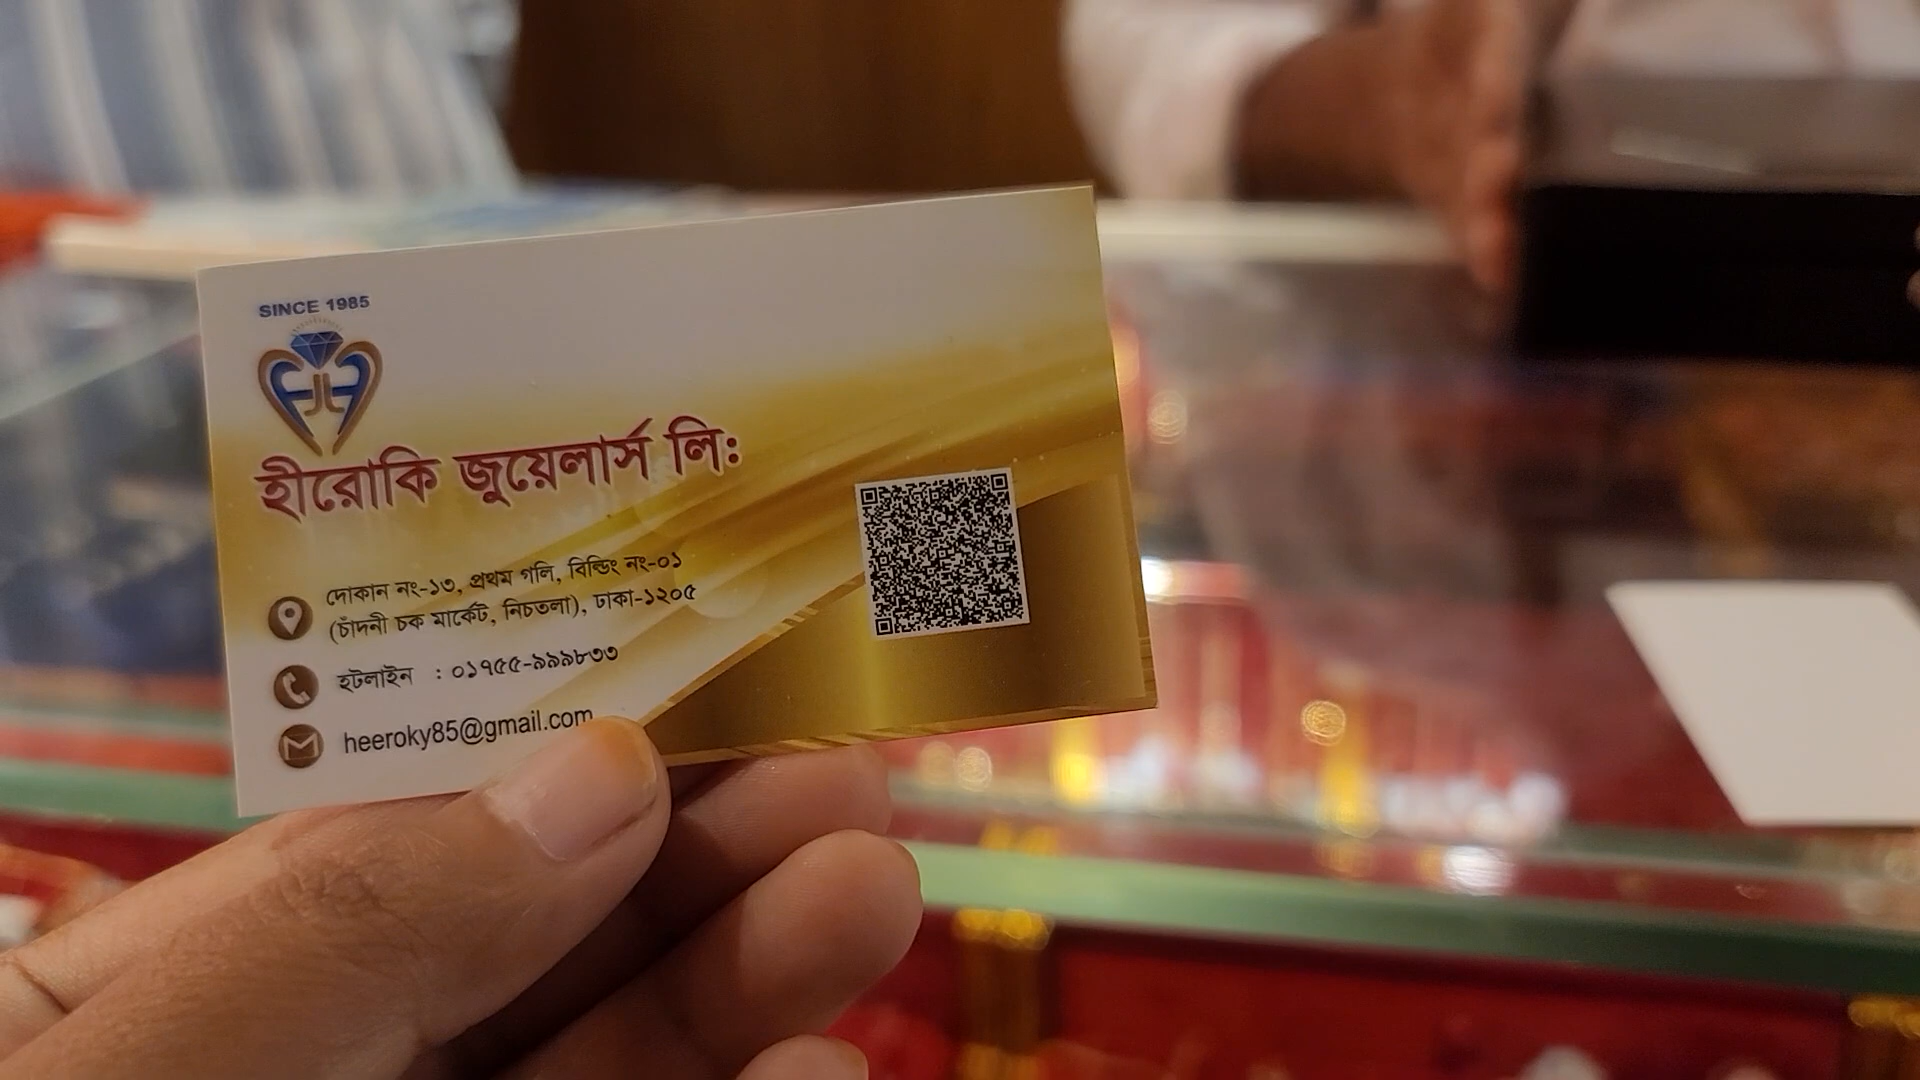 SINCE 1985
হীরোকি জুয়েলার্স লি:
দোকান নং-১৩, প্রথম গলি, বিল্ডিং নং-০১
(চাঁদনী চক মার্কেট, নিচতলা), ঢাকা-১২০৫
হটলাইন : ০১৭৫৫-৯৯৯৮৩৩
heeroky85@gmail.com